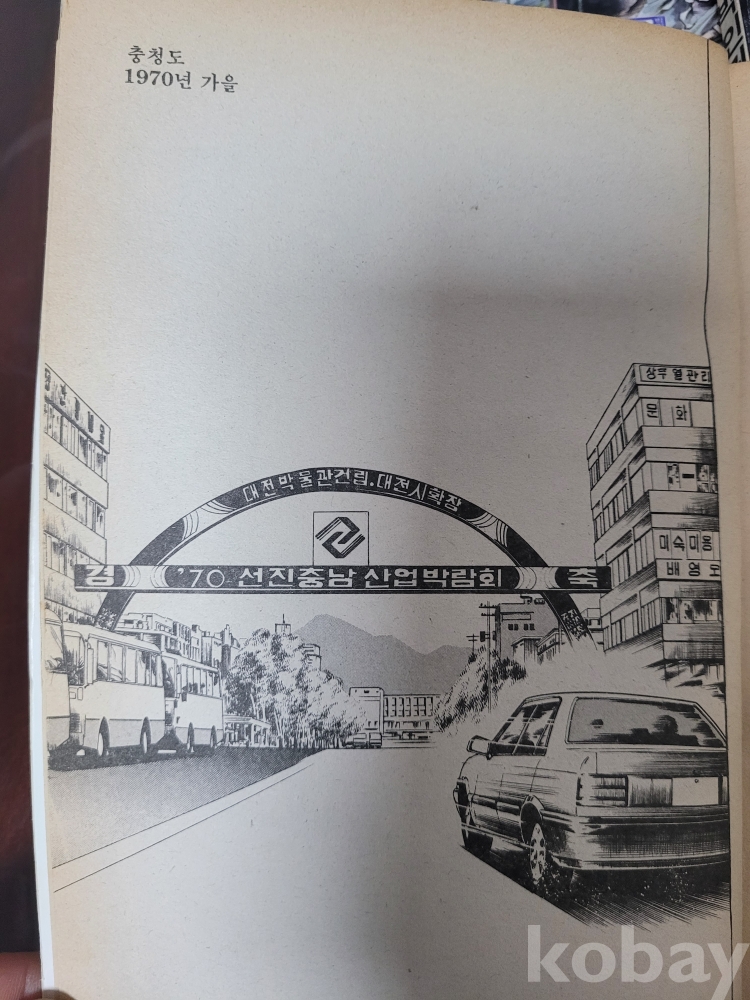 충청도
1970년 가을
대전박물관건립·대전시확장
경 '70 선진충남산업박람회 축
상무 열관리
문화
미숙미용
배영
kobay